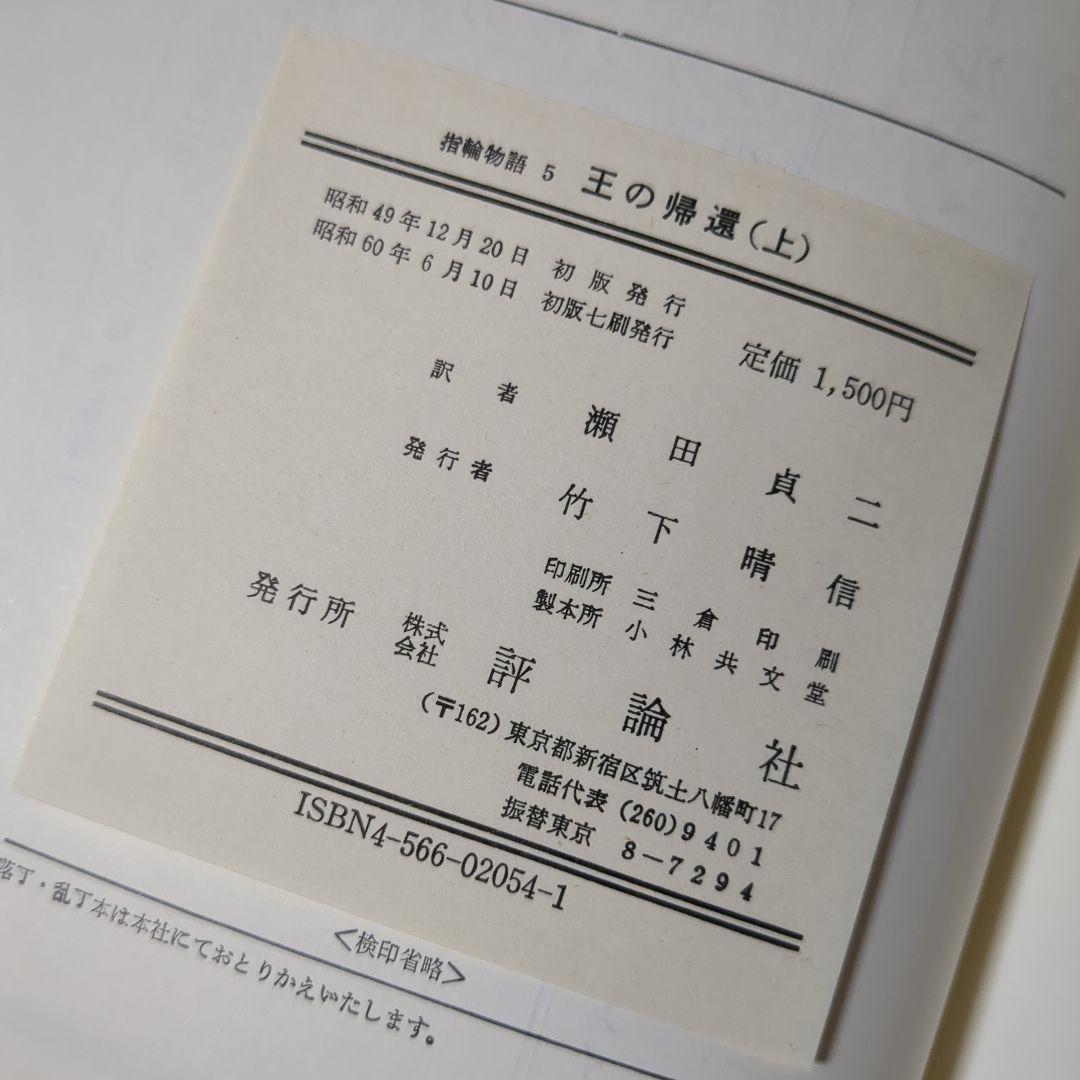 指輪物語 5 王の帰還(上)
昭和49年12月20日 初版発行
昭和60年6月10日 初版七刷発行
定価 1,500円
訳者 瀬田貞二
発行者 竹下晴信
印刷所 三倉印刷
製本所 小林共文堂
発行所 株式会社 評論社
(〒162)東京都新宿区筑土八幡町17
電話代表 (260)9401
振替東京 8-7294
ISBN4-566-02054-1
<検印省略>
落丁・乱丁本は本社にておとりかえいたします。